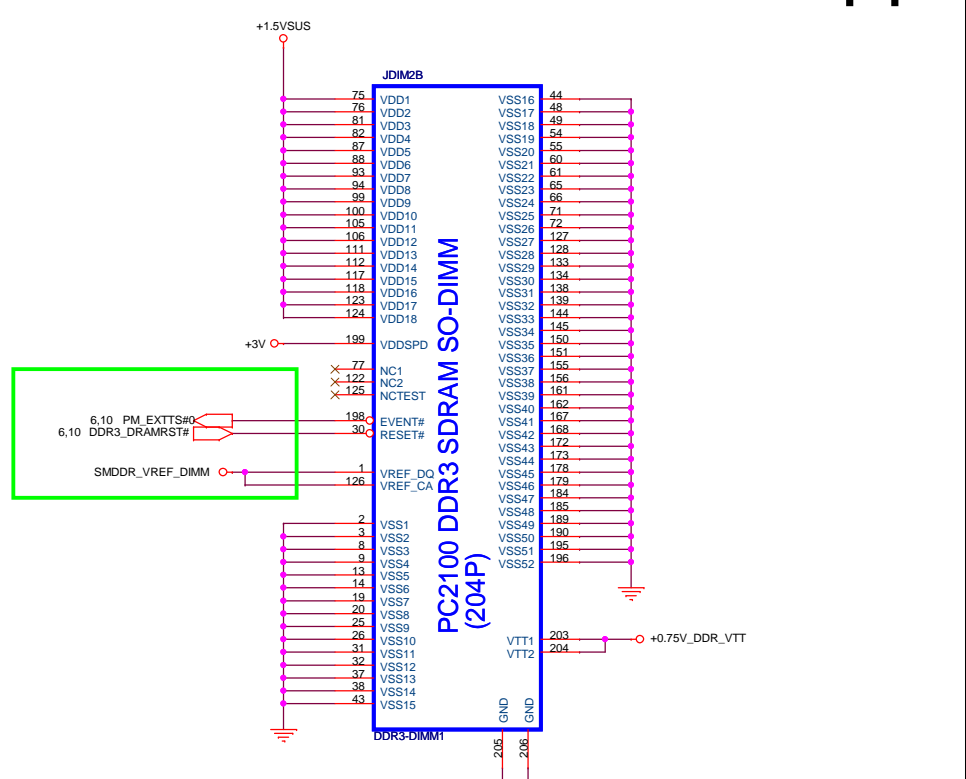 +1.5VSUS
JDIM2B
75 VDD1 VSS16 44
76 VDD2 VSS17 48
81 VDD3 VSS18 49
82 VDD4 VSS19 54
87 VDD5 VSS20 55
88 VDD6 VSS21 60
93 VDD7 VSS22 61
94 VDD8 VSS23 65
99 VDD9 VSS24 66
100 VDD10 VSS25 71
105 VDD11 VSS26 72
106 VDD12 VSS27 127
111 VDD13 VSS28 128
112 VDD14 VSS29 133
117 VDD15 VSS30 134
118 VDD16 VSS31 138
123 VDD17 VSS32 139
124 VDD18 VSS33 144
VSS34 145
+3V 199 VDDSPD VSS35 150
VSS36 151
77 NC1 VSS37 155
122 NC2 VSS38 156
125 NCTEST VSS39 161
VSS40 162
6,10 PM_EXTTS#0 198 EVENT# VSS41 167
6,10 DDR3_DRAMRST# 30 RESET# VSS42 168
VSS43 172
VSS44 173
SMDDR_VREF_DIMM 1 VREF_DQ VSS45 178
126 VREF_CA VSS46 179
VSS47 184
VSS48 185
2 VSS1 VSS49 189
3 VSS2 VSS50 190
8 VSS3 VSS51 195
9 VSS4 VSS52 196
13 VSS5
14 VSS6
19 VSS7
20 VSS8
25 VSS9
26 VSS10 VTT1 203 +0.75V_DDR_VTT
31 VSS11 VTT2 204
32 VSS12
37 VSS13
38 VSS14
43 VSS15
PC2100 DDR3 SDRAM SO-DIMM
(204P)
GND GND
DDR3-DIMM1
205 206